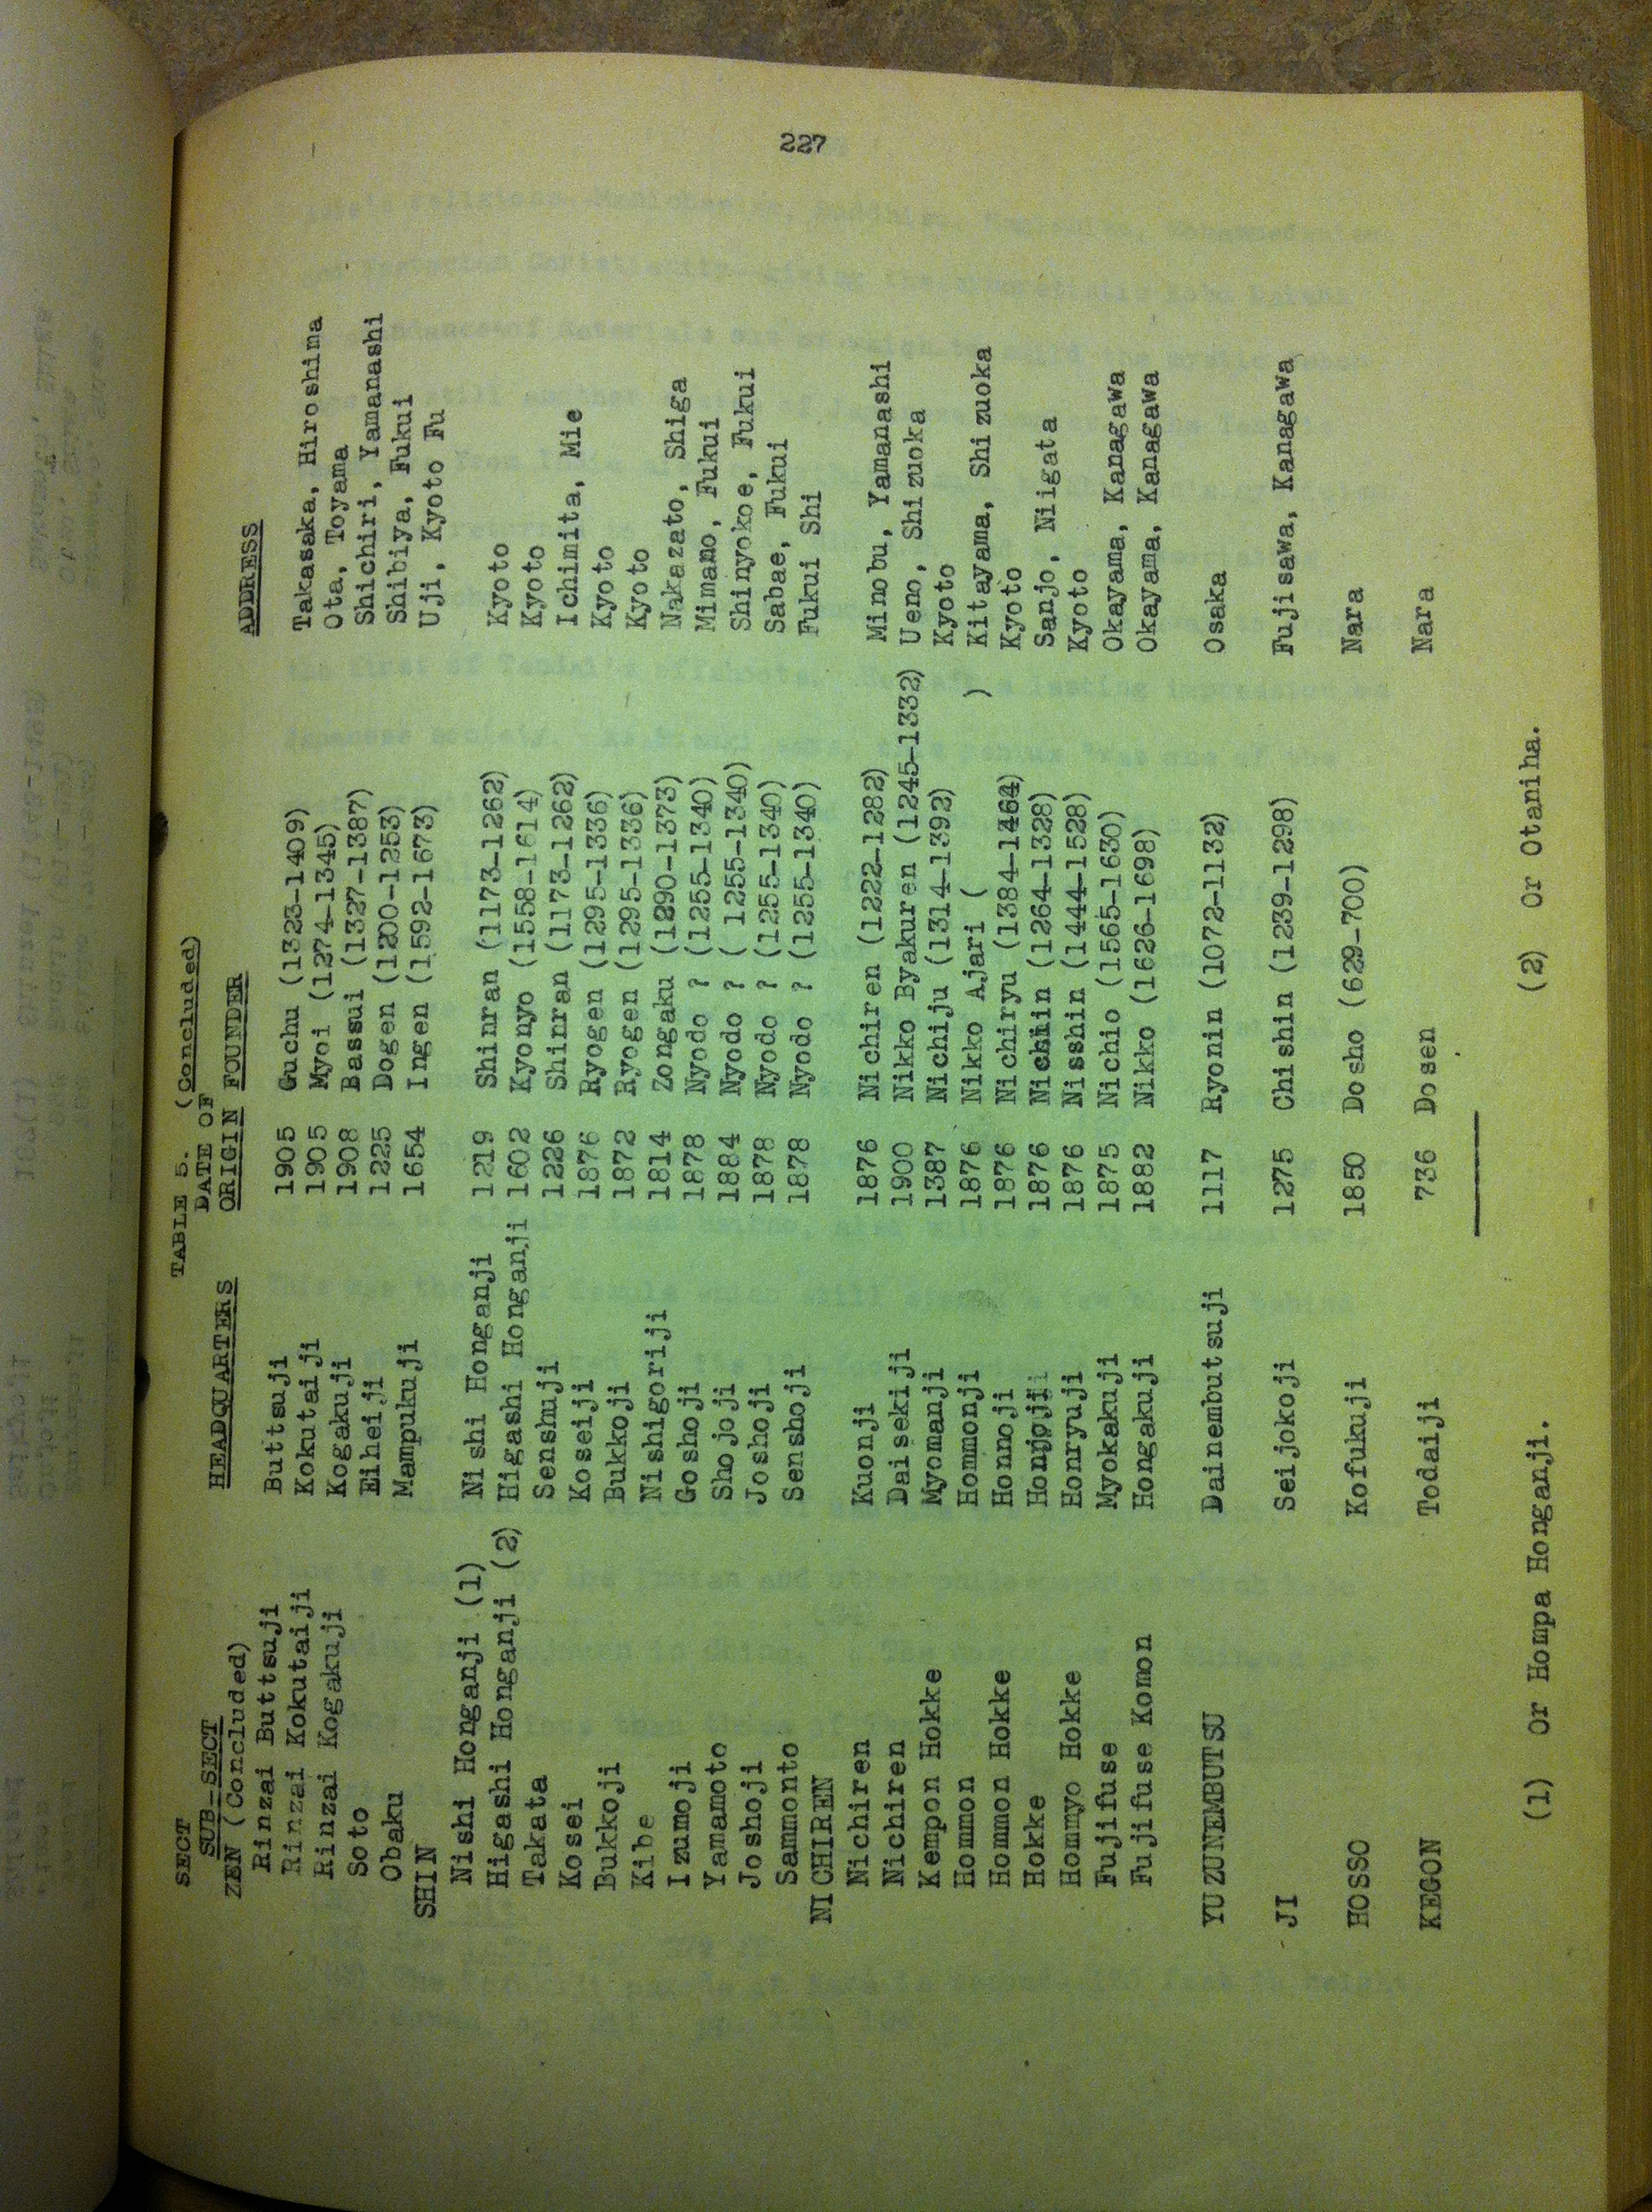 227
TABLE 5. (Concluded)
SECT
SUB-SECT HEADQUARTERS DATE OF ORIGIN FOUNDER ADDRESS
ZEN (Concluded)
Rinzai Buttsuji Buttsuji 1905 Guchu (1323-1409) Takasaka, Hiroshima
Rinzai Kokutaiji Kokutaiji 1905 Myoi (1274-1345) Ota, Toyama
Rinzai Kogakuji Kogakuji 1908 Bassui (1327-1387) Shichiri, Yamanashi
Soto Eiheiji 1225 Dogen (1200-1253) Shibiya, Fukui
Obaku Mampukuji 1654 Ingen (1592-1673) Uji, Kyoto Fu
SHIN
Nishi Honganji (1) Nishi Honganji 1219 Shinran (1173-1262) Kyoto
Higashi Honganji (2) Higashi Honganji 1602 Kyonyo (1558-1614) Kyoto
Takata Senshuji 1226 Shinran (1173-1262) Ichimita, Mie
Kosei Koseiji 1876 Ryogen (1295-1336) Kyoto
Bukkoji Bukkoji 1872 Ryogen (1295-1336) Kyoto
Kibe Nishigoriji 1814 Zongaku (1290-1373) Nakazato, Shiga
Izumoji Goshoji 1878 Nyodo ? (1255-1340) Mimano, Fukui
Yamamoto Shojoji 1884 Nyodo ? ( 1255-1340) Shinyokoe, Fukui
Joshoji Joshoji 1878 Nyodo ? (1255-1340) Sabae, Fukui
Sammonto Senshoji 1878 Nyodo ? (1255-1340) Fukui Shi
NICHIREN
Nichiren Kuonji 1876 Nichiren (1222-1282) Minobu, Yamanashi
Nichiren Daisekiji 1900 Nikko Byakuren (1245-1332) Ueno, Shizuoka
Kempon Hokke Myomanji 1387 Nichiju (1314-1392) Kyoto
Hommon Hommonji 1876 Nikko Ajari ( ) Kitayama, Shizuoka
Hommon Hokke Honnoji 1876 Nichiryu (1384-1464) Kyoto
Hokke 1876 (1264-1328) Sanjo, Niigata
Hommyo Hokke Honryuji 1876 Nisshin (1444-1528) Kyoto
Fujifuse Myokakuji 1875 Nichio (1565-1630) Okayama, Kanagawa
Fujifuse Komon Hongakuji 1882 Nikko (1626-1698) Okayama, Kanagawa
YUZUNEMBUTSU Dainembutsuji 1117 Ryonin (1072-1132) Osaka
JI Seijokoji 1275 Chishin (1239-1298) Fujisawa, Kanagawa
HOSSO Kofukuji 1850 Dosho (629-700) Nara
KEGON Todaiji 736 Dosen Nara
(1) Or Hompa Honganji. (2) Or Otaniha.